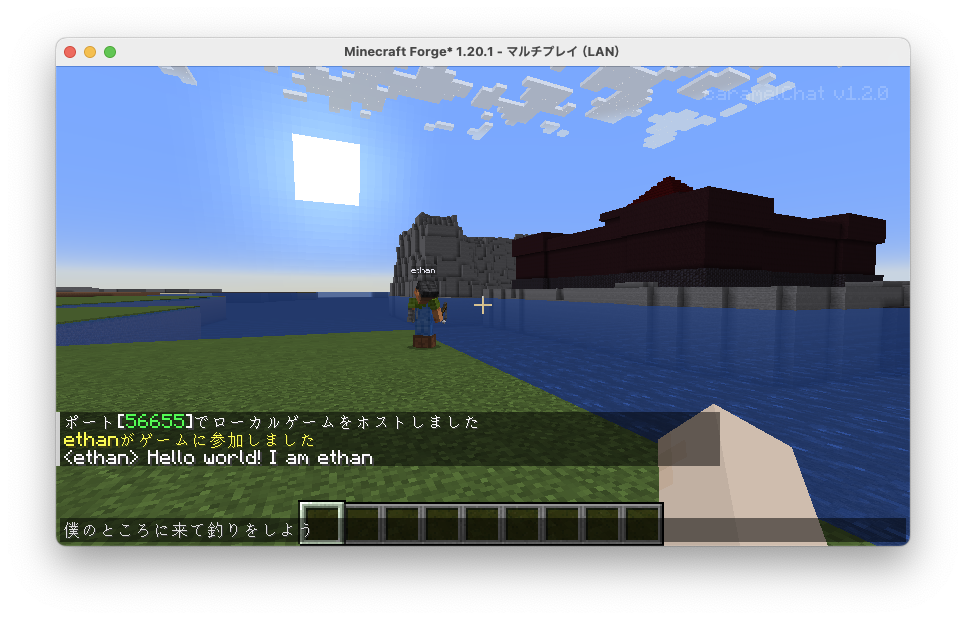 Minecraft Forge* 1.20.1 - マルチプレイ (LAN)
caramelChat v1.2.0
ethan
ポート[56655]でローカルゲームをホストしました
ethanがゲームに参加しました
<ethan> Hello world! I am ethan
僕のところに来て釣りをしよう